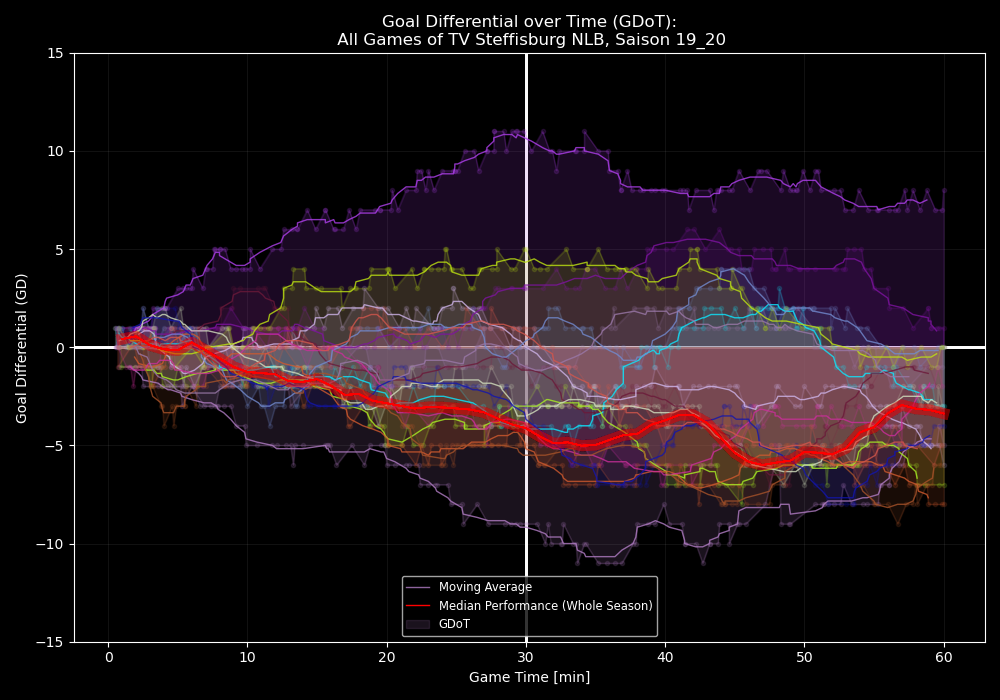 Goal Differential over Time (GDoT):
All Games of TV Steffisburg NLB, Saison 19_20
15
10
5
0
−5
−10
−15
Goal Differential (GD)
0
10
20
30
40
50
60
Game Time [min]
Moving Average
Median Performance (Whole Season)
GDoT